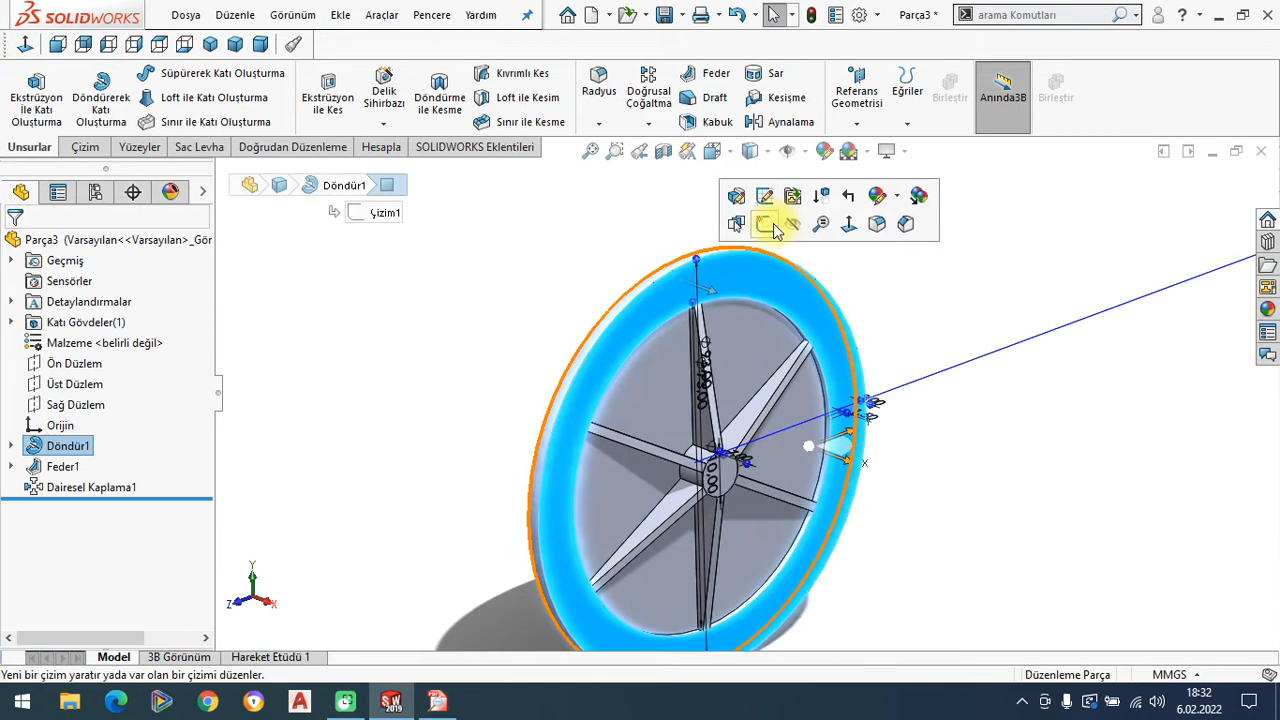 SOLIDWORKS
Dosya Düzenle Görünüm Ekle Araçlar Pencere Yardım
Parça3
arama Komutları
Ekstrüzyon İle Katı Oluşturma
Döndürerek Katı Oluşturma
Süpürerek Katı Oluşturma
Loft ile Katı Oluşturma
Sınır ile Katı Oluşturma
Ekstrüzyon ile Kes
Delik Sihirbazı
Döndürme ile Kesme
Kıvrımlı Kes
Loft ile Kesim
Sınır ile Kesme
Radyus
Doğrusal Çoğaltma
Feder
Draft
Kabuk
Sar
Kesişme
Aynalama
Referans Geometrisi
Eğriler
Birleştir
Anında3B
Birleştir
Unsurlar Çizim Yüzeyler Sac Levha Doğrudan Düzenleme Hesapla SOLIDWORKS Eklentileri
Döndür1
Çizim1
Parça3 (Varsayılan<<Varsayılan>_Gör
Geçmiş
Sensörler
Detaylandırmalar
Katı Gövdeler(1)
Malzeme <belirli değil>
Ön Düzlem
Üst Düzlem
Sağ Düzlem
Orijin
Döndür1
Feder1
Dairesel Kaplama1
X
Y
Z
X
Model 3B Görünüm Hareket Etüdü 1
Yeni bir çizim yaratır yada var olan bir çizimi düzenler.
Düzenleme Parça
MMGS
18:32
6.02.2022